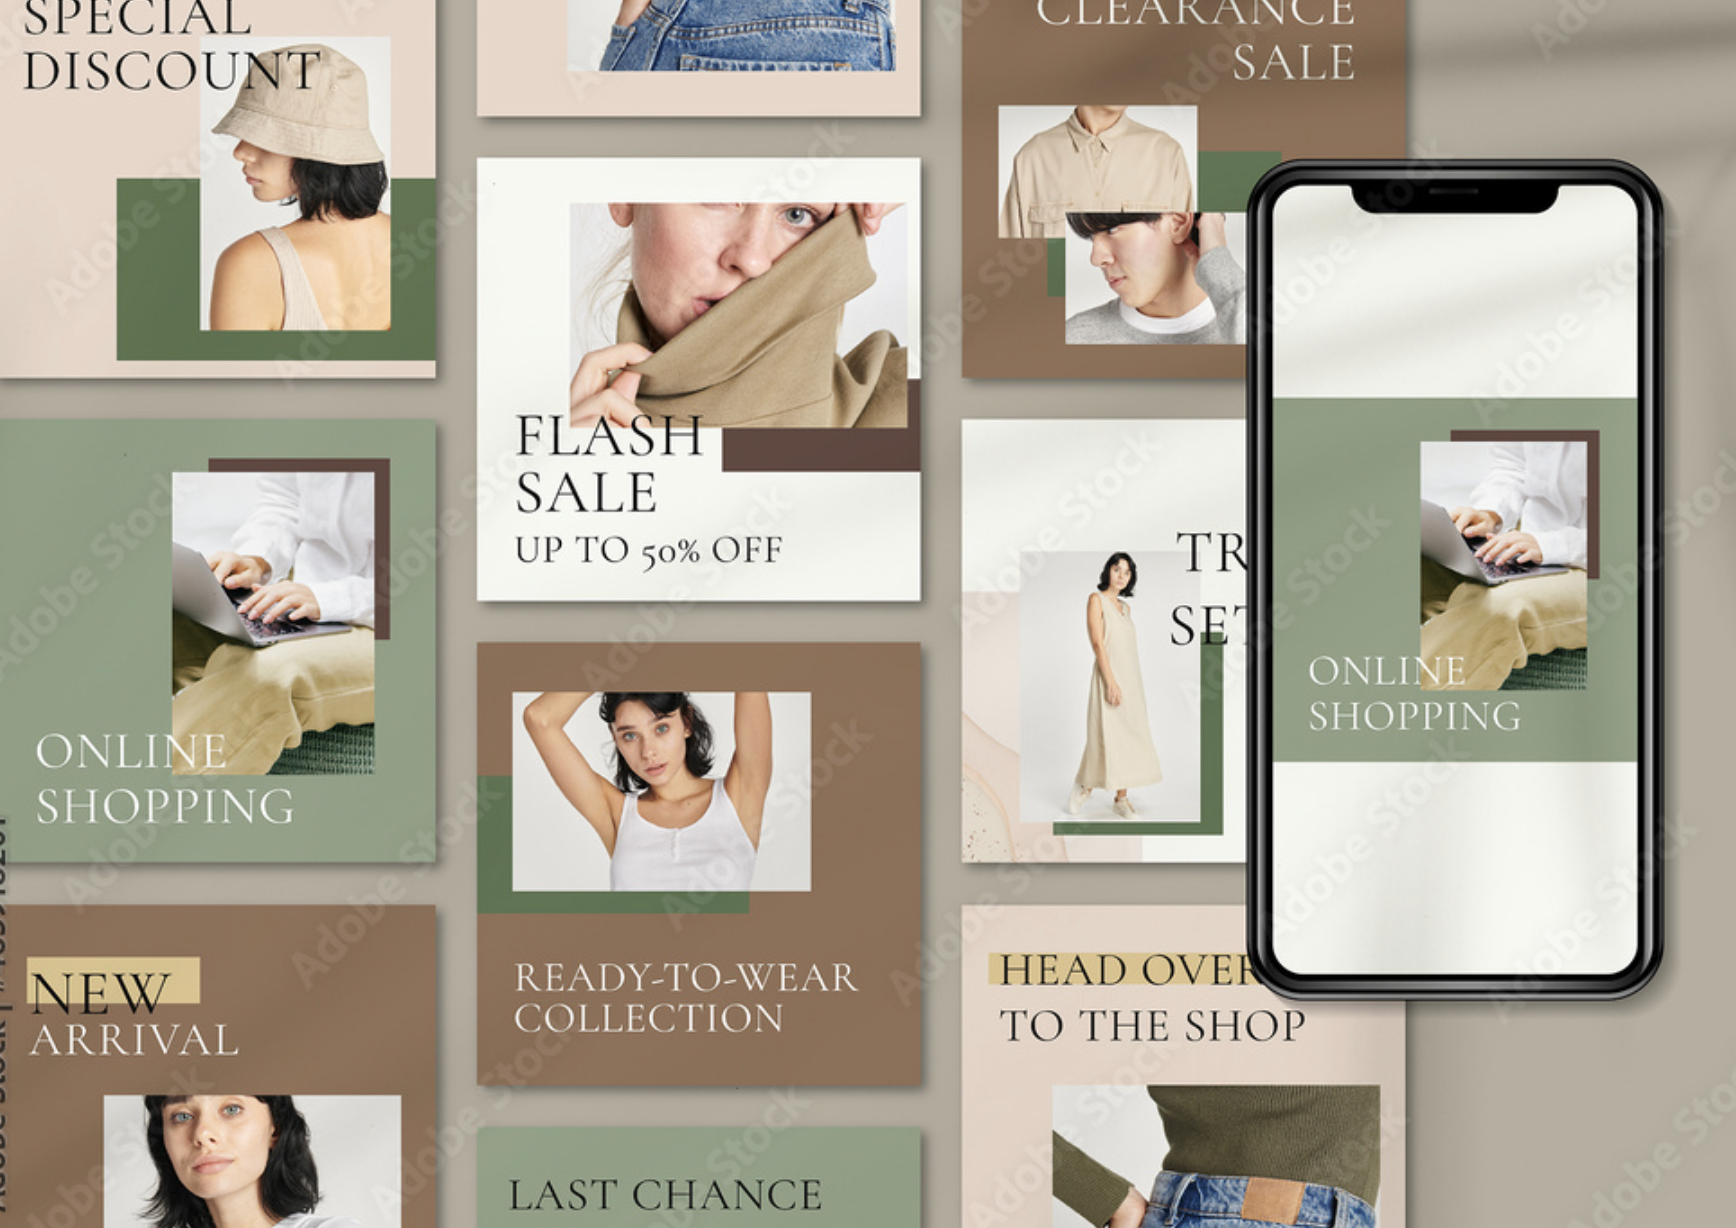 SPECIAL
DISCOUNT
ONLINE
SHOPPING
NEW
ARRIVAL
FLASH
SALE
UP TO 50% OFF
READY-TO-WEAR
COLLECTION
LAST CHANCE
CLEARANCE
SALE
TR
SET
HEAD OVER
TO THE SHOP
ONLINE
SHOPPING
Adobe Stock